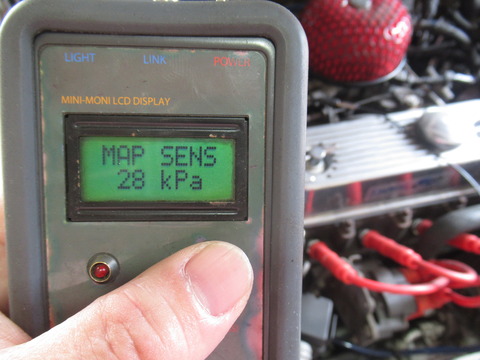 LIGHT LINK POWER
MINI-MONI LCD DISPLAY
MAP SENS
28 kPa